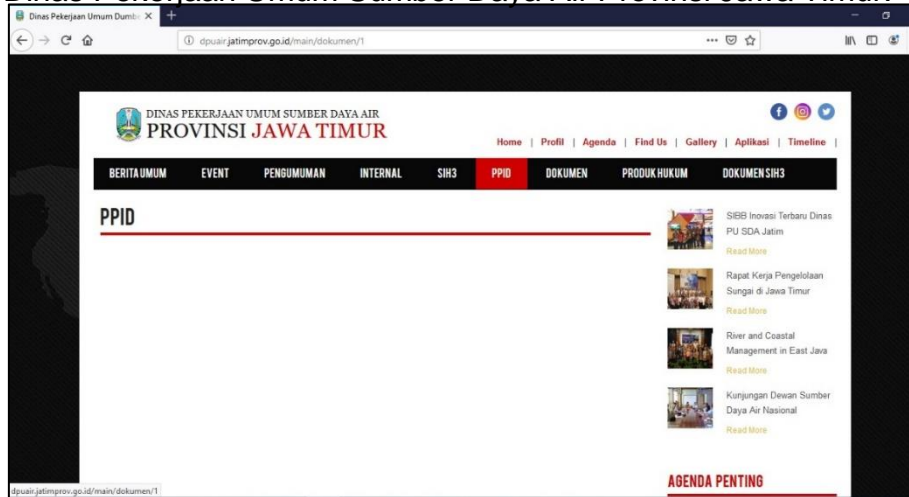 Dinas Pekerjaan Umum Sumber Daya Air Provinsi Jawa Timur.
Dinas Pekerjaan Umum Dumb
dpuair.jatimprov.go.id/main/dokumen/1
DINAS PEKERJAAN UMUM SUMBER DAYA AIR
PROVINSI JAWA TIMUR
Home | Profil | Agenda | Find Us | Gallery | Aplikasi | Timeline |
BERITA UMUM EVENT PENGUMUMAN INTERNAL SIH3 PPID DOKUMEN PRODUK HUKUM DOKUMEN SIH3
PPID
SIBB Inovasi Terbaru Dinas
PU SDA Jatim
Read More
Rapat Kerja Pengelolaan
Sungai di Jawa Timur
Read More
River and Coastal
Management in East Java
Read More
Kunjungan Dewan Sumber
Daya Air Nasional
Read More
AGENDA PENTING
dpuair.jatimprov.go.id/main/dokumen/1